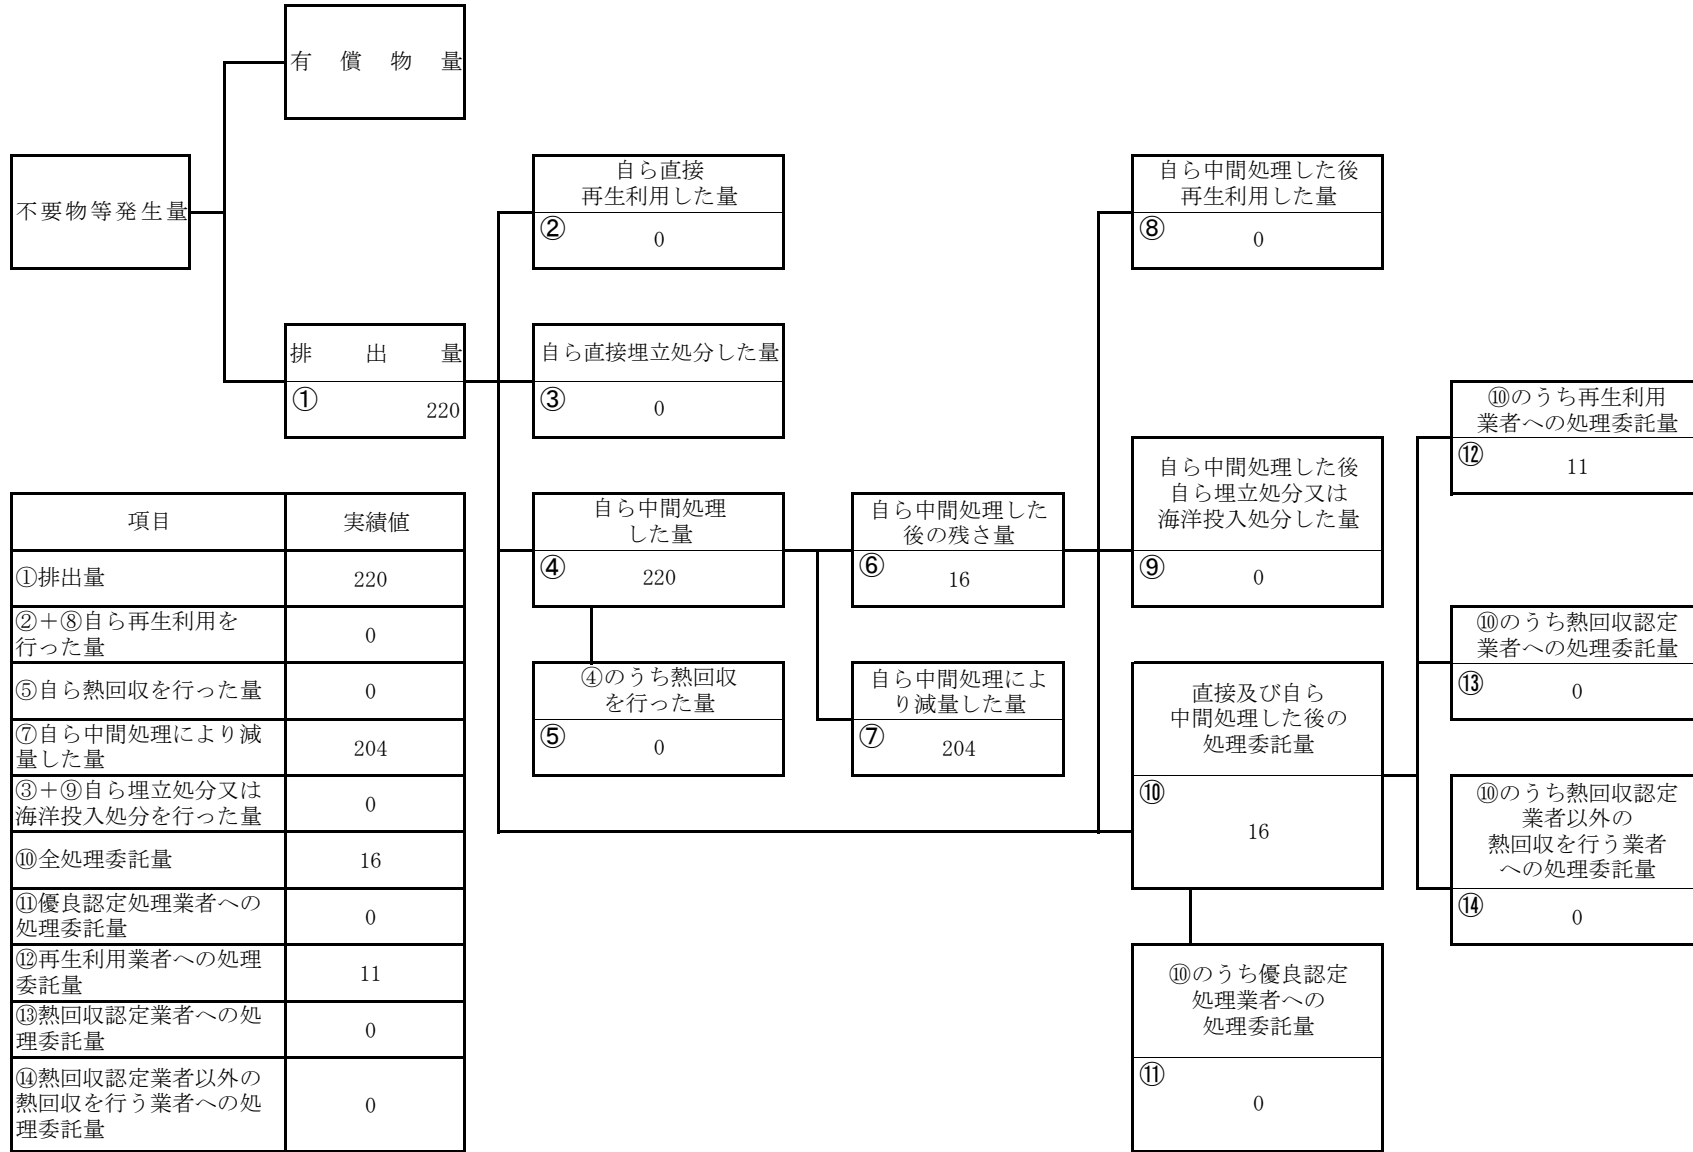 有償物量
不要物等発生量
排出量
①
220
自ら直接
再生利用した量
②
0
自ら直接埋立処分した量
③
0
自ら中間処理
した量
④
220
④のうち熱回収
を行った量
⑤
0
自ら中間処理した
後の残さ量
⑥
16
自ら中間処理によ
り減量した量
⑦
204
自ら中間処理した後
再生利用した量
⑧
0
自ら中間処理した後
自ら埋立処分又は
海洋投入処分した量
⑨
0
直接及び自ら
中間処理した後の
処理委託量
⑩
16
⑩のうち優良認定
処理業者への
処理委託量
⑪
0
⑩のうち再生利用
業者への処理委託量
⑫
11
⑩のうち熱回収認定
業者への処理委託量
⑬
0
⑩のうち熱回収認定
業者以外の
熱回収を行う業者
への処理委託量
⑭
0
項目 実績値
①排出量 220
②＋⑧自ら再生利用を
行った量 0
⑤自ら熱回収を行った量 0
⑦自ら中間処理により減
量した量 204
③＋⑨自ら埋立処分又は
海洋投入処分を行った量 0
⑩全処理委託量 16
⑪優良認定処理業者への
処理委託量 0
⑫再生利用業者への処理
委託量 11
⑬熱回収認定業者への処
理委託量 0
⑭熱回収認定業者以外の
熱回収を行う業者への処
理委託量 0